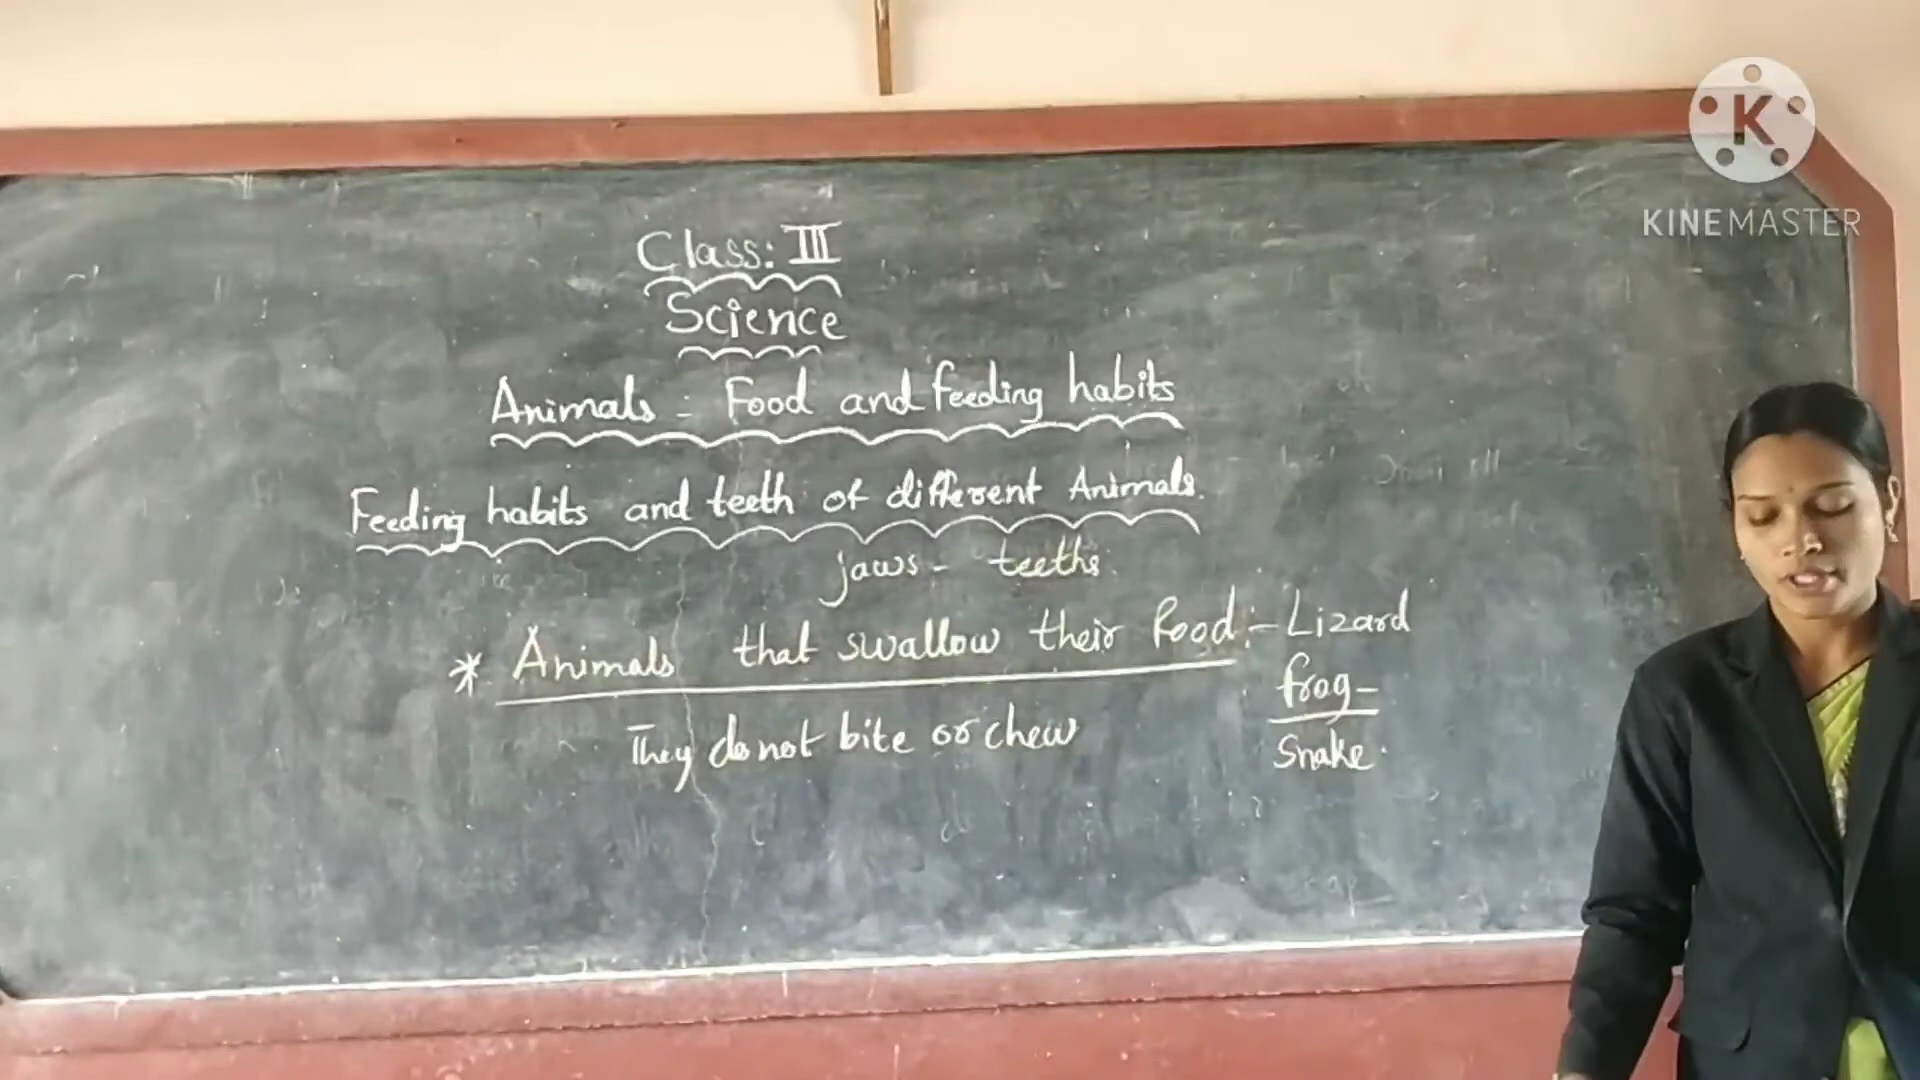 KINEMASTER
Class: III
Science
Animals - Food and feeding habits
Feeding habits and teeth of different Animals.
jaws - teeths.
* Animals that swallow their food :- Lizard
frog -
They do not bite or chew
Snake.